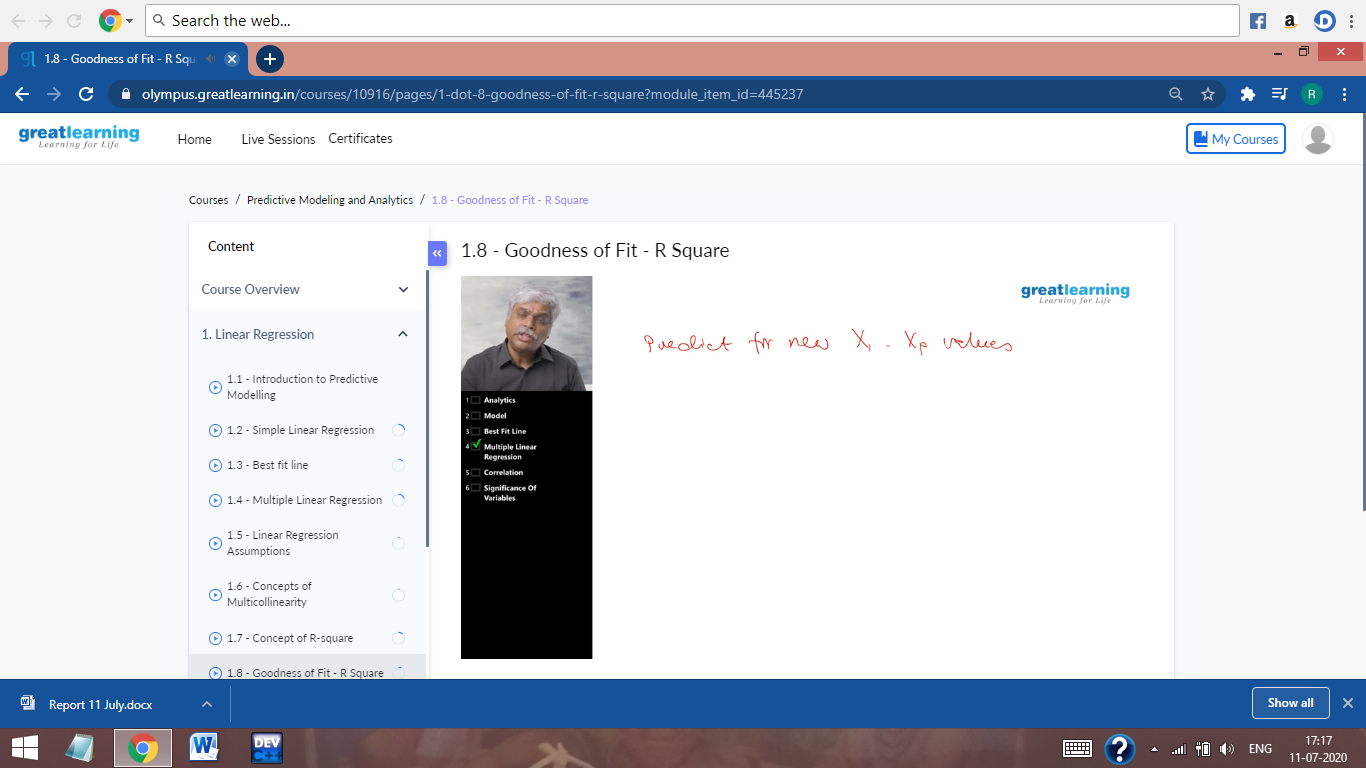 Search the web...
1.8 - Goodness of Fit - R Squ
olympus.greatlearning.in/courses/10916/pages/1-dot-8-goodness-of-fit-r-square?module_item_id=445237
R
greatlearning
Learning for Life
Home
Live Sessions
Certificates
My Courses
Courses / Predictive Modeling and Analytics / 1.8 - Goodness of Fit - R Square
Content
Course Overview
1. Linear Regression
1.1 - Introduction to Predictive
Modelling
1.2 - Simple Linear Regression
1.3 - Best fit line
1.4 - Multiple Linear Regression
1.5 - Linear Regression
Assumptions
1.6 - Concepts of
Multicollinearity
1.7 - Concept of R-square
1.8 - Goodness of Fit - R Square
«
1.8 - Goodness of Fit - R Square
1 Analytics
2 Model
3 Best Fit Line
4 Multiple Linear
Regression
5 Correlation
6 Significance Of
Variables
greatlearning
Learning for Life
Predict for new X₁ - Xp values
Report 11 July.docx
Show all
DEV
C++
ENG
17:17
11-07-2020